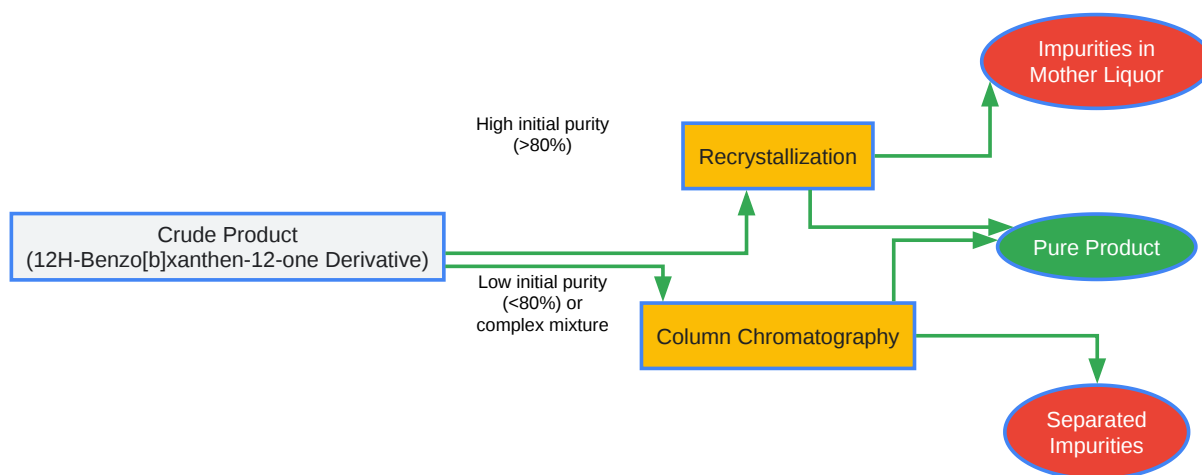 Impurities in
Mother Liquor
High initial purity
(>80%)
Recrystallization
Crude Product
(12H-Benzo[b]xanthen-12-one Derivative)
Pure Product
Low initial purity
(<80%) or
complex mixture
Column Chromatography
Separated
Impurities